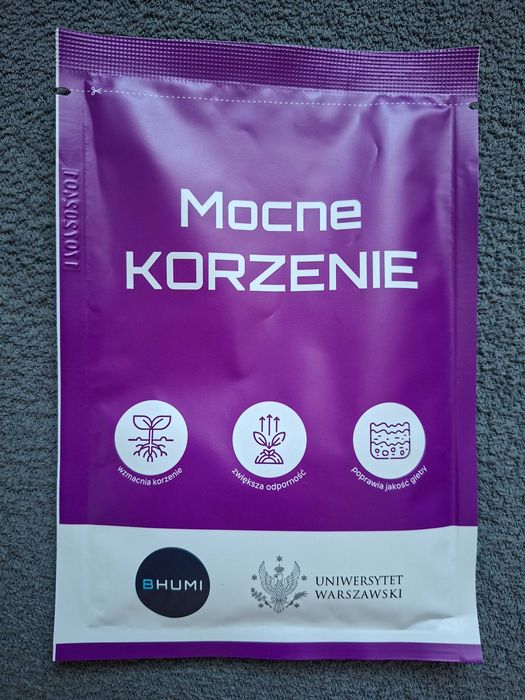 Mocne
KORZENIE
wzmacnia korzenie
zwiększa odporność
poprawia jakość gleby
BHUMI
UNIWERSYTET
WARSZAWSKI